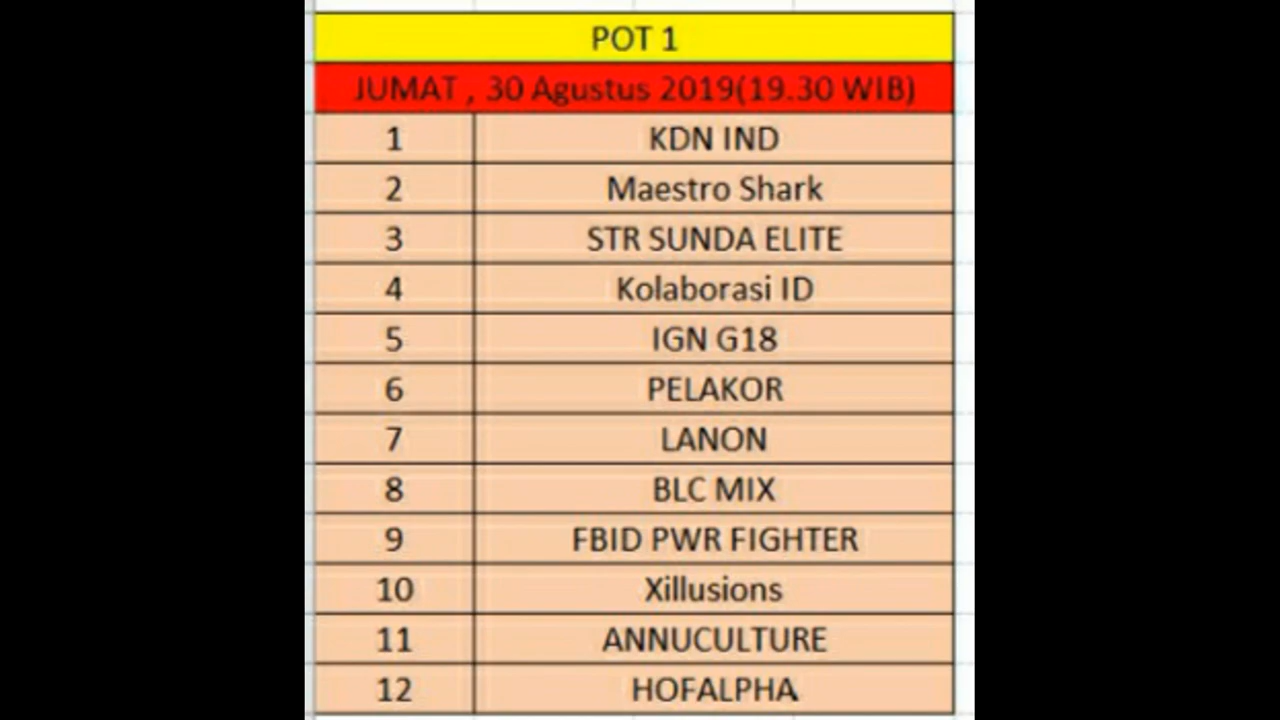 POT 1
JUMAT , 30 Agustus 2019(19.30 WIB)
1 KDN IND
2 Maestro Shark
3 STR SUNDA ELITE
4 Kolaborasi ID
5 IGN G18
6 PELAKOR
7 LANON
8 BLC MIX
9 FBID PWR FIGHTER
10 Xillusions
11 ANNUCULTURE
12 HOFALPHA